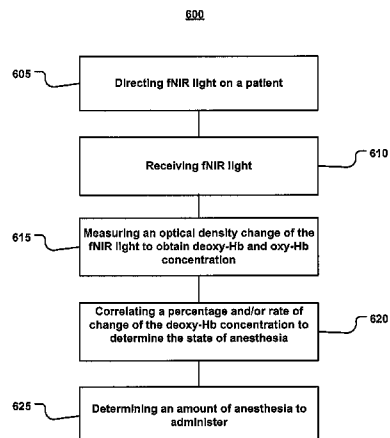 600
605
Directing fNIR light on a patient
Receiving fNIR light
610
615
Measuring an optical density change of the
fNIR light to obtain deoxy-Hb and oxy-Hb
concentration
Correlating a percentage and/or rate of
change of the deoxy-Hb concentration to
determine the state of anesthesia
620
625
Determining an amount of anesthesia to
administer